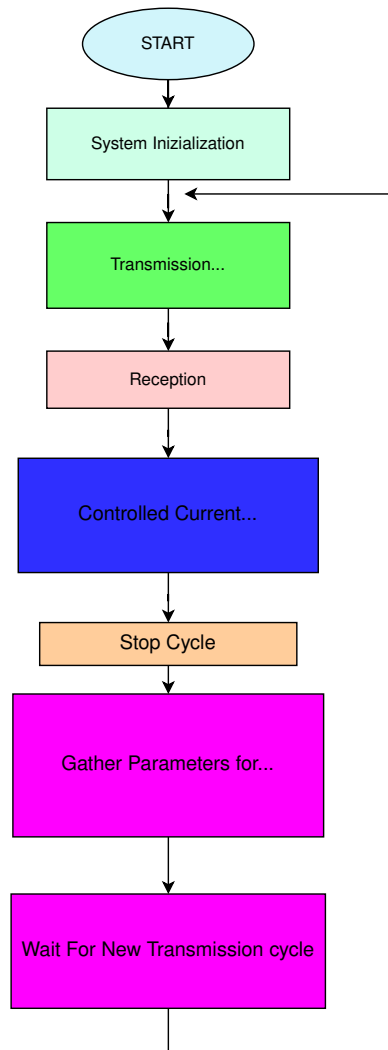 START
System Inizialization
Transmission...
Reception
Controlled Current...
Stop Cycle
Gather Parameters for...
Wait For New Transmission cycle